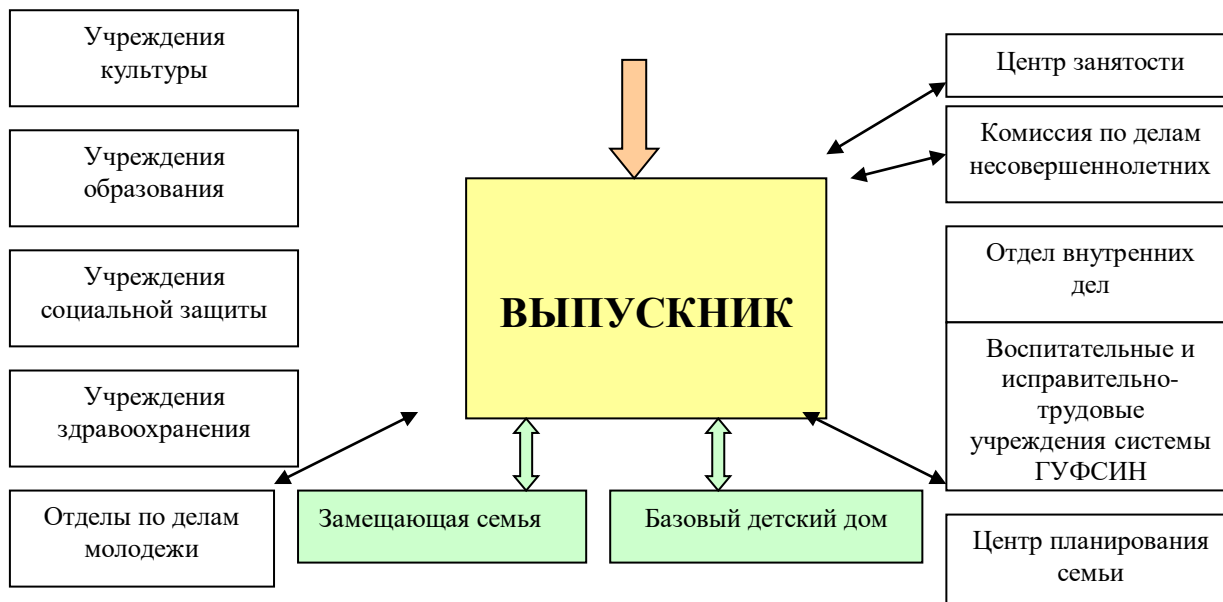 Учреждения
культуры
Учреждения
образования
Учреждения
социальной защиты
Учреждения
здравоохранения
Отделы по делам
молодежи
ВЫПУСКНИК
Замещающая семья
Базовый детский дом
Центр занятости
Комиссия по делам
несовершеннолетних
Отдел внутренних
дел
Воспитательные и
исправительно-
трудовые
учреждения системы
ГУФСИН
Центр планирования
семьи